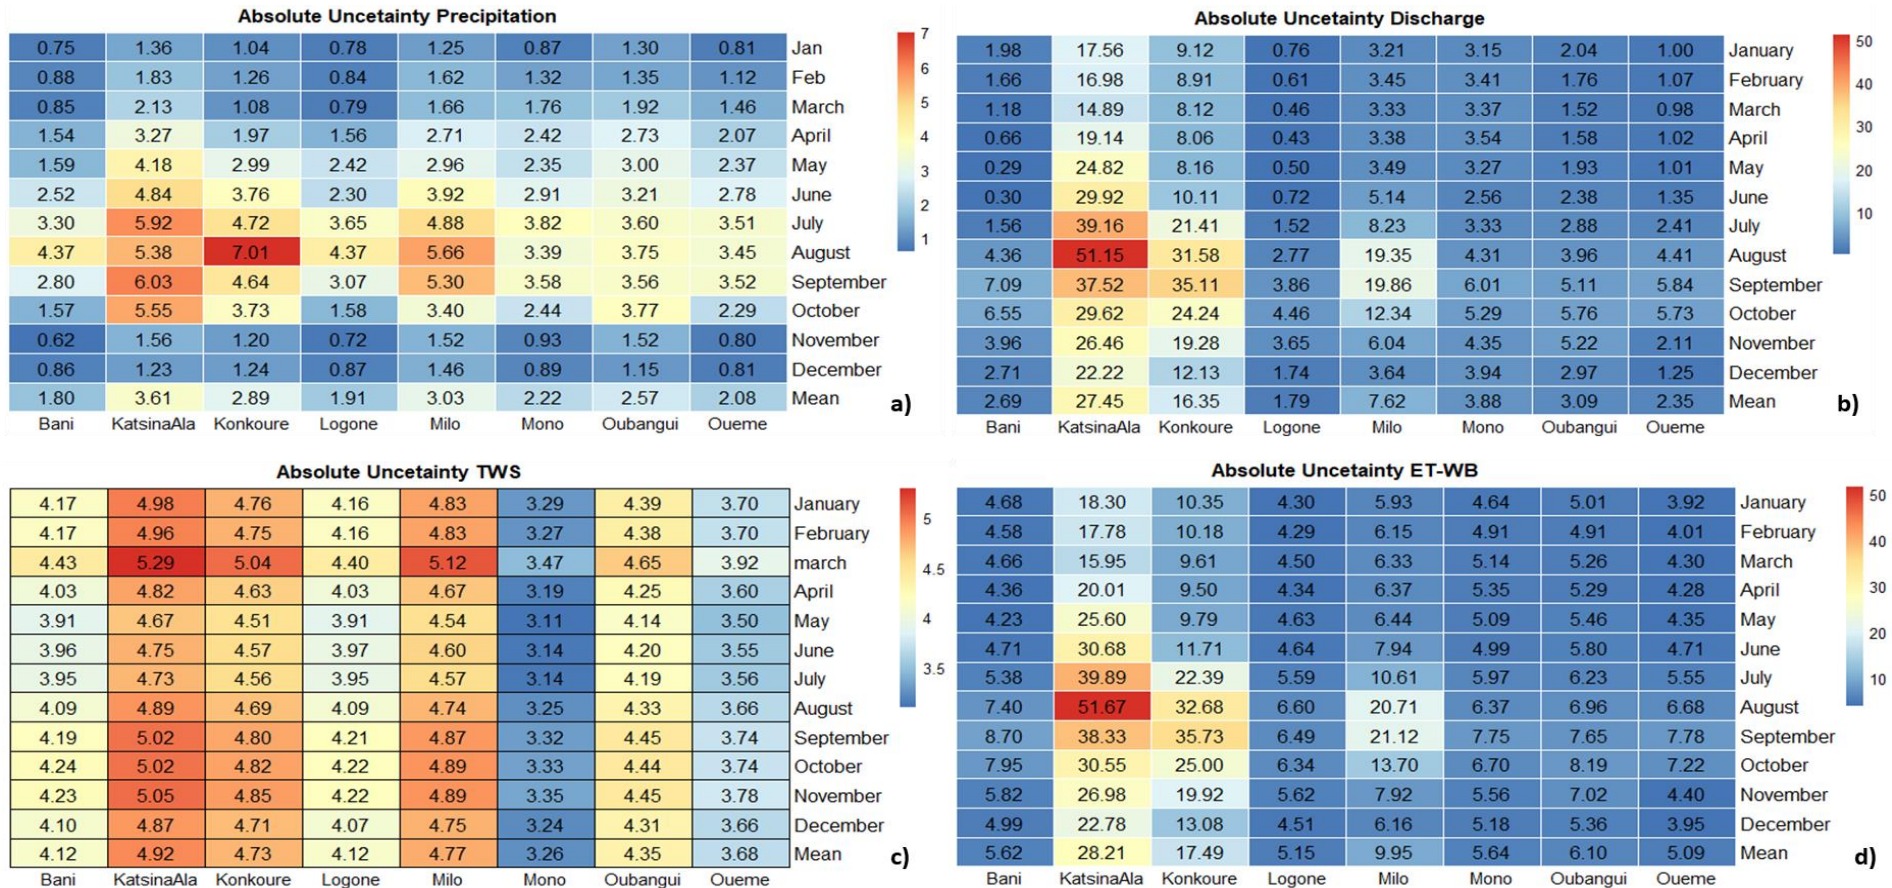 Absolute Uncetainty Precipitation
0.75 1.36 1.04 0.78 1.25 0.87 1.30 0.81 Jan
0.88 1.83 1.26 0.84 1.62 1.32 1.35 1.12 Feb
0.85 2.13 1.08 0.79 1.66 1.76 1.92 1.46 March
1.54 3.27 1.97 1.56 2.71 2.42 2.73 2.07 April
1.59 4.18 2.99 2.42 2.96 2.35 3.00 2.37 May
2.52 4.84 3.76 2.30 3.92 2.91 3.21 2.78 June
3.30 5.92 4.72 3.65 4.88 3.82 3.60 3.51 July
4.37 5.38 7.01 4.37 5.66 3.39 3.75 3.45 August
2.80 6.03 4.64 3.07 5.30 3.58 3.56 3.52 September
1.57 5.55 3.73 1.58 3.40 2.44 3.77 2.29 October
0.62 1.56 1.20 0.72 1.52 0.93 1.52 0.80 November
0.86 1.23 1.24 0.87 1.46 0.89 1.15 0.81 December
1.80 3.61 2.89 1.91 3.03 2.22 2.57 2.08 Mean
Bani KatsinaAla Konkoure Logone Milo Mono Oubangui Oueme
7
6
5
4
3
2
1
a)
Absolute Uncetainty Discharge
1.98 17.56 9.12 0.76 3.21 3.15 2.04 1.00 January
1.66 16.98 8.91 0.61 3.45 3.41 1.76 1.07 February
1.18 14.89 8.12 0.46 3.33 3.37 1.52 0.98 March
0.66 19.14 8.06 0.43 3.38 3.54 1.58 1.02 April
0.29 24.82 8.16 0.50 3.49 3.27 1.93 1.01 May
0.30 29.92 10.11 0.72 5.14 2.56 2.38 1.35 June
1.56 39.16 21.41 1.52 8.23 3.33 2.88 2.41 July
4.36 51.15 31.58 2.77 19.35 4.31 3.96 4.41 August
7.09 37.52 35.11 3.86 19.86 6.01 5.11 5.84 September
6.55 29.62 24.24 4.46 12.34 5.29 5.76 5.73 October
3.96 26.46 19.28 3.65 6.04 4.35 5.22 2.11 November
2.71 22.22 12.13 1.74 3.64 3.94 2.97 1.25 December
2.69 27.45 16.35 1.79 7.62 3.88 3.09 2.35 Mean
Bani KatsinaAla Konkoure Logone Milo Mono Oubangui Oueme
50
40
30
20
10
b)
Absolute Uncetainty TWS
4.17 4.98 4.76 4.16 4.83 3.29 4.39 3.70 January
4.17 4.96 4.75 4.16 4.83 3.27 4.38 3.70 February
4.43 5.29 5.04 4.40 5.12 3.47 4.65 3.92 march
4.03 4.82 4.63 4.03 4.67 3.19 4.25 3.60 April
3.91 4.67 4.51 3.91 4.54 3.11 4.14 3.50 May
3.96 4.75 4.57 3.97 4.60 3.14 4.20 3.55 June
3.95 4.73 4.56 3.95 4.57 3.14 4.19 3.56 July
4.09 4.89 4.69 4.09 4.74 3.25 4.33 3.66 August
4.19 5.02 4.80 4.21 4.87 3.32 4.45 3.74 September
4.24 5.02 4.82 4.22 4.89 3.33 4.44 3.74 October
4.23 5.05 4.85 4.22 4.89 3.35 4.45 3.78 November
4.10 4.87 4.71 4.07 4.75 3.24 4.31 3.66 December
4.12 4.92 4.73 4.12 4.77 3.26 4.35 3.68 Mean
Bani KatsinaAla Konkoure Logone Milo Mono Oubangui Oueme
5
4.5
4
3.5
c)
Absolute Uncetainty ET-WB
4.68 18.30 10.35 4.30 5.93 4.64 5.01 3.92 January
4.58 17.78 10.18 4.29 6.15 4.91 4.91 4.01 February
4.66 15.95 9.61 4.50 6.33 5.14 5.26 4.30 March
4.36 20.01 9.50 4.34 6.37 5.35 5.29 4.28 April
4.23 25.60 9.79 4.63 6.44 5.09 5.46 4.35 May
4.71 30.68 11.71 4.64 7.94 4.99 5.80 4.71 June
5.38 39.89 22.39 5.59 10.61 5.97 6.23 5.55 July
7.40 51.67 32.68 6.60 20.71 6.37 6.96 6.68 August
8.70 38.33 35.73 6.49 21.12 7.75 7.65 7.78 September
7.95 30.55 25.00 6.34 13.70 6.70 8.19 7.22 October
5.82 26.98 19.92 5.62 7.92 5.56 7.02 4.40 November
4.99 22.78 13.08 4.51 6.16 5.18 5.36 3.95 December
5.62 28.21 17.49 5.15 9.95 5.64 6.10 5.09 Mean
Bani KatsinaAla Konkoure Logone Milo Mono Oubangui Oueme
50
40
30
20
10
d)